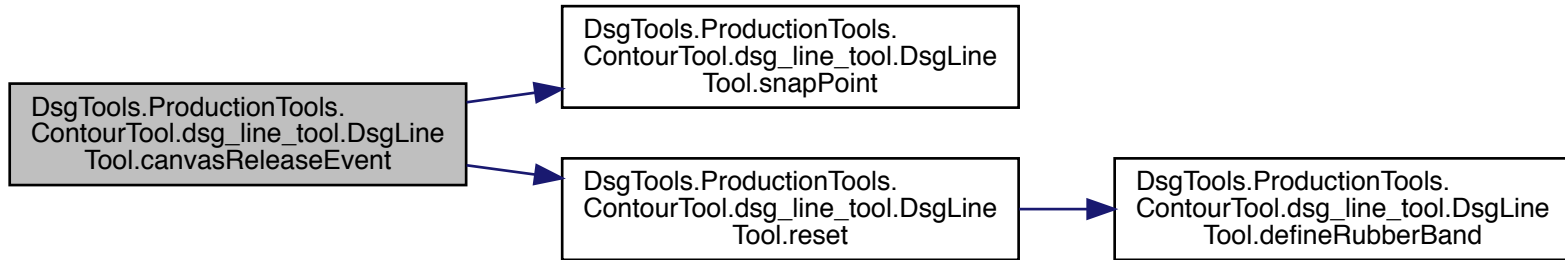 DsgTools.ProductionTools.
ContourTool.dsg_line_tool.DsgLine
Tool.canvasReleaseEvent
DsgTools.ProductionTools.
ContourTool.dsg_line_tool.DsgLine
Tool.snapPoint
DsgTools.ProductionTools.
ContourTool.dsg_line_tool.DsgLine
Tool.reset
DsgTools.ProductionTools.
ContourTool.dsg_line_tool.DsgLine
Tool.defineRubberBand